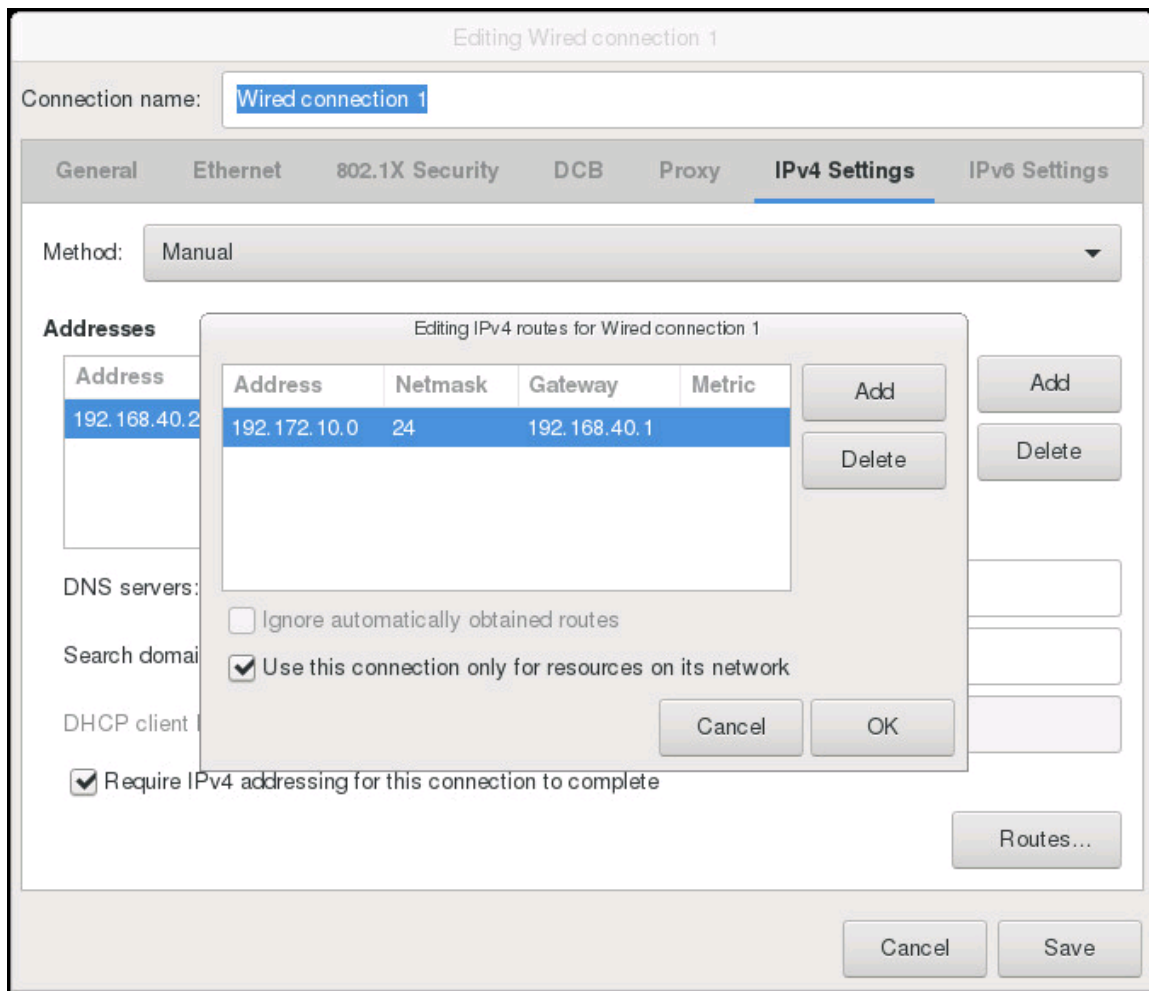 Editing Wired connection 1
Connection name: Wired connection 1
General Ethernet 802.1X Security DCB Proxy IPv4 Settings IPv6 Settings
Method: Manual
Addresses
Address
192.168.40.2
Add
Delete
Editing IPv4 routes for Wired connection 1
Address Netmask Gateway Metric
192.172.10.0 24 192.168.40.1
Add
Delete
Ignore automatically obtained routes
Use this connection only for resources on its network
Cancel OK
DNS servers:
Search domai
DHCP client
Require IPv4 addressing for this connection to complete
Routes...
Cancel Save